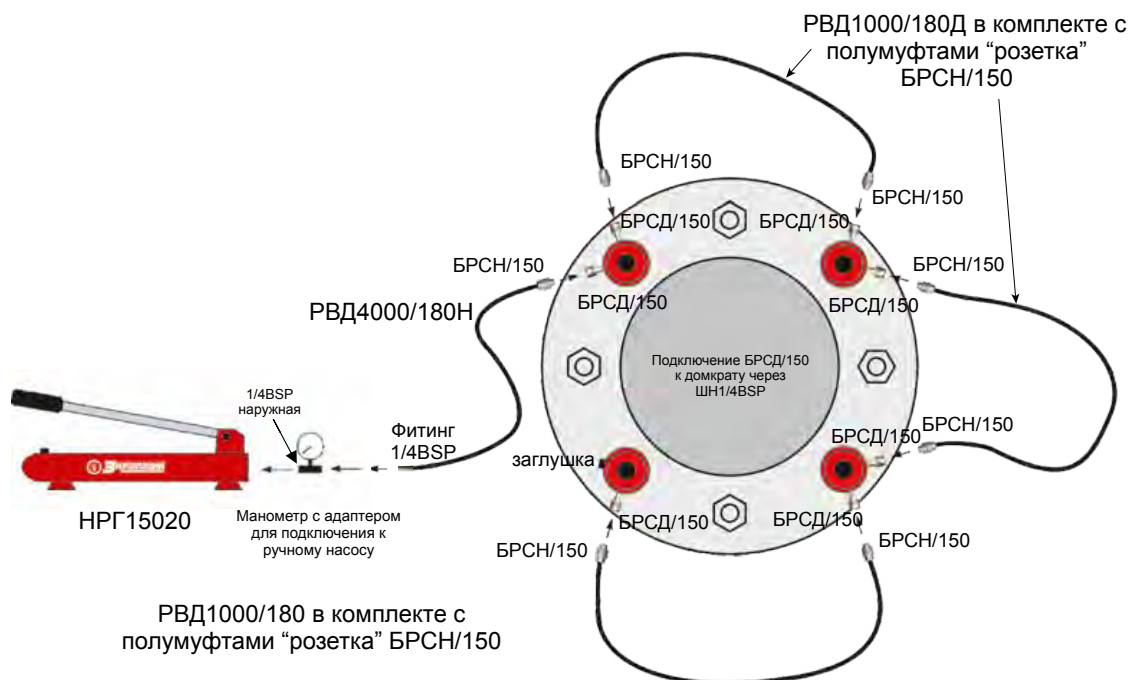 РВД1000/180Д в комплекте с
полумуфтами “розетка”
БРСН/150
БРСН/150
БРСН/150
БРСД/150
БРСД/150
БРСН/150
БРСН/150
БРСД/150
БРСД/150
РВД4000/180Н
Подключение БРСД/150
к домкрату через
ШН1/4BSP
1/4BSP
наружная
Фитинг
1/4BSP
БРСН/150
БРСД/150
заглушка
НРГ15020
Манометр с адаптером
для подключения к
ручному насосу
БРСД/150
БРСД/150
БРСН/150
БРСН/150
РВД1000/180 в комплекте с
полумуфтами “розетка” БРСН/150